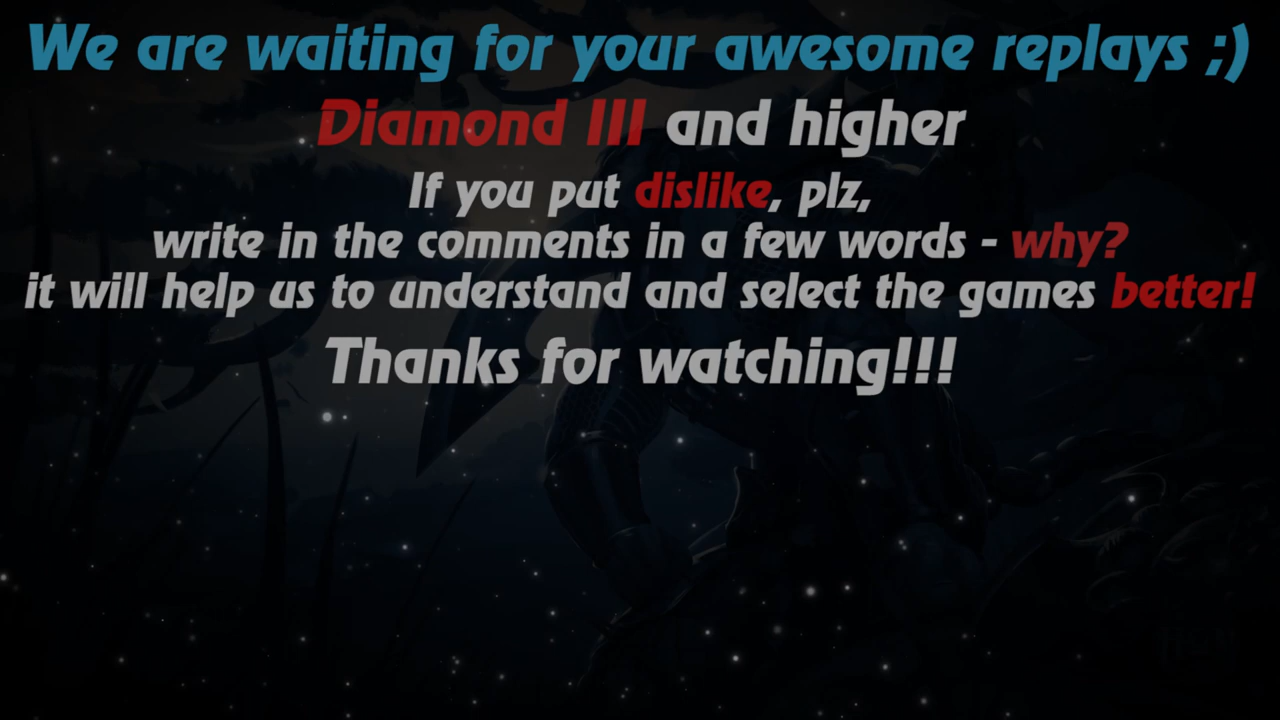 We are waiting for your awesome replays ;)
Diamond III and higher
If you put dislike, plz,
write in the comments in a few words - why?
it will help us to understand and select the games better!
Thanks for watching!!!